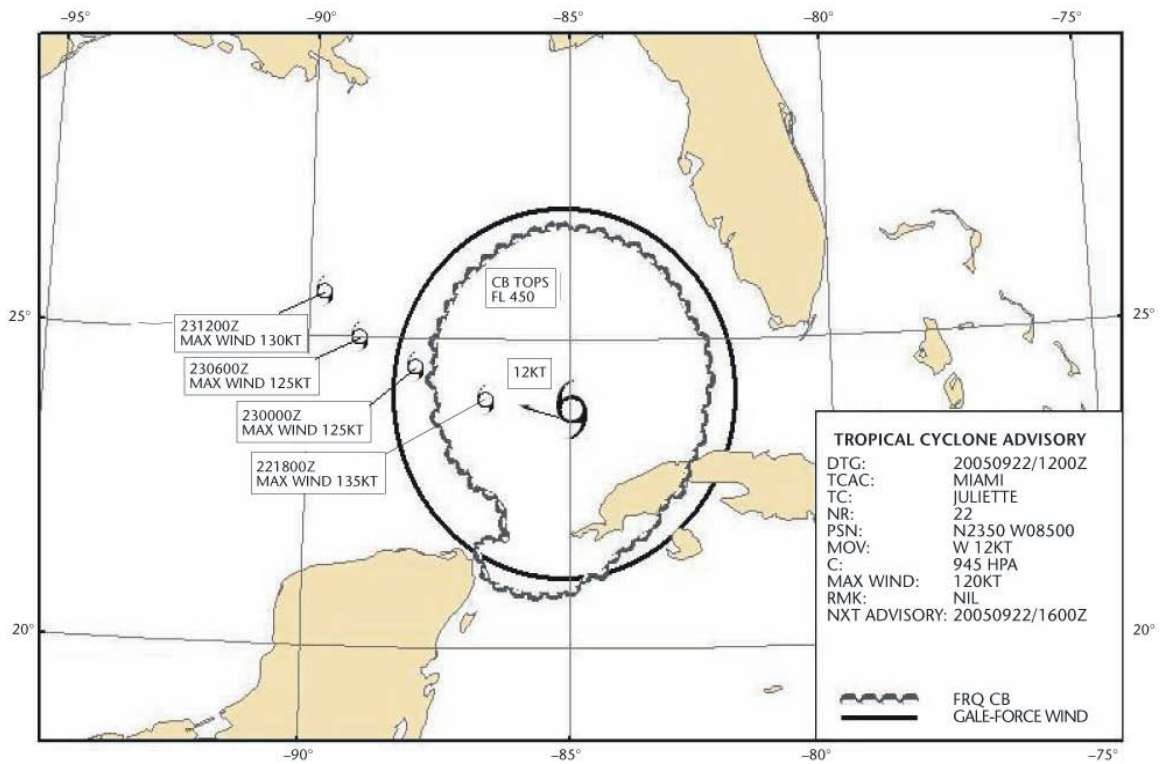 –95°
–90°
–85°
–80°
–75°
CB TOPS
FL 450
25°
25°
231200Z
MAX WIND 130KT
230600Z
MAX WIND 125KT
12KT
230000Z
MAX WIND 125KT
221800Z
MAX WIND 135KT
TROPICAL CYCLONE ADVISORY
DTG: 20050922/1200Z
TCAC: MIAMI
TC: JULIETTE
NR: 22
PSN: N2350 W08500
MOV: W 12KT
C: 945 HPA
MAX WIND: 120KT
RMK: NIL
NXT ADVISORY: 20050922/1600Z
20°
20°
FRQ CB
GALE-FORCE WIND
–90°
–85°
–80°
–75°